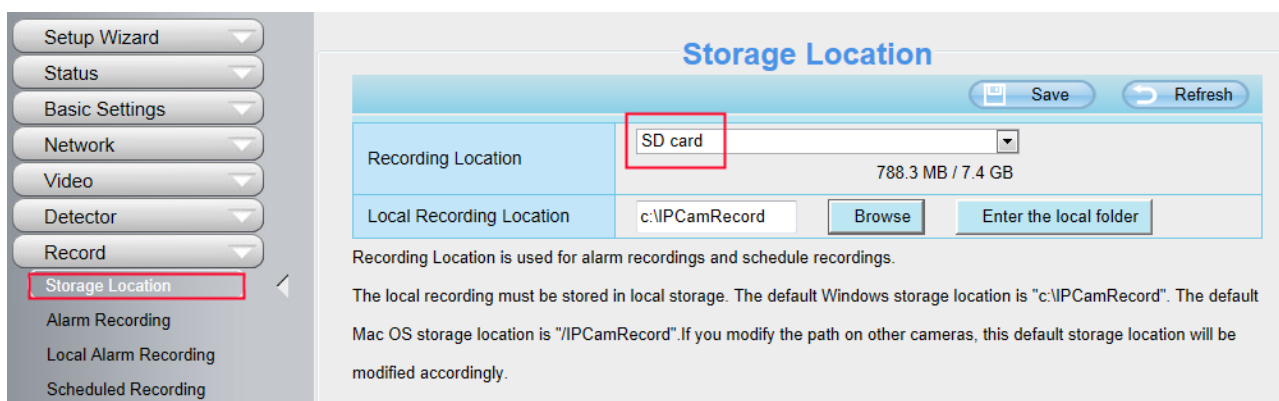 Setup Wizard
Status
Basic Settings
Network
Video
Detector
Record
Storage Location
Alarm Recording
Local Alarm Recording
Scheduled Recording
Storage Location
Save Refresh
Recording Location SD card
788.3 MB / 7.4 GB
Local Recording Location c:\IPCamRecord Browse Enter the local folder
Recording Location is used for alarm recordings and schedule recordings.
The local recording must be stored in local storage. The default Windows storage location is "c:\IPCamRecord". The default
Mac OS storage location is "/IPCamRecord".If you modify the path on other cameras, this default storage location will be
modified accordingly.